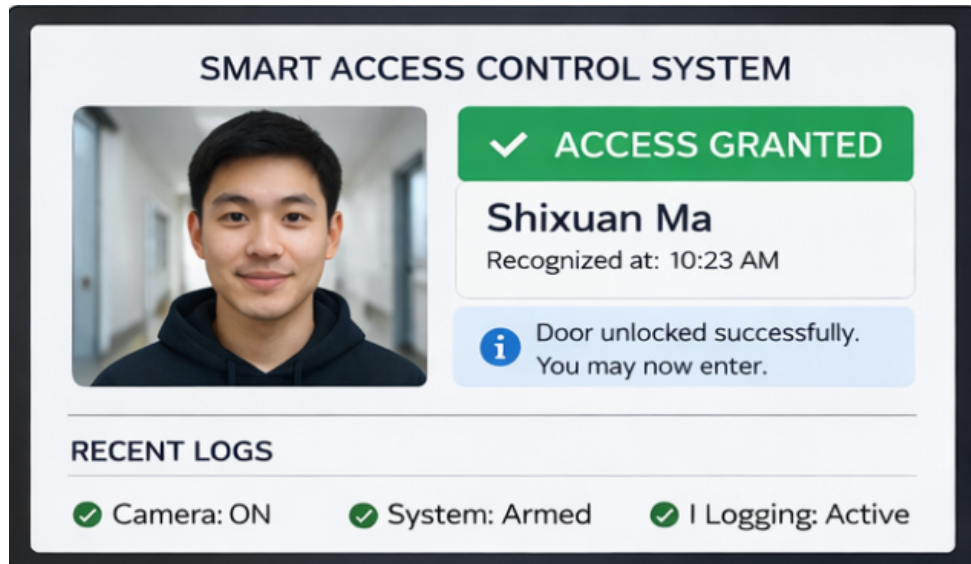 SMART ACCESS CONTROL SYSTEM
ACCESS GRANTED
Shixuan Ma
Recognized at: 10:23 AM
Door unlocked successfully.
You may now enter.
RECENT LOGS
Camera: ON
System: Armed
I Logging: Active